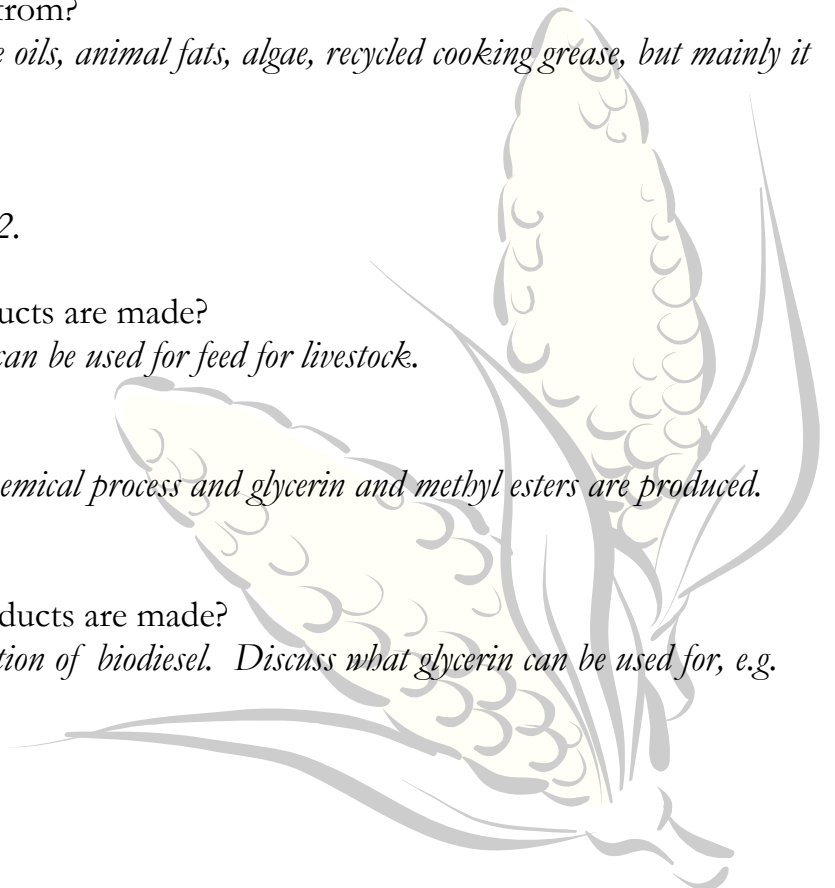 from?
e oils, animal fats, algae, recycled cooking grease, but mainly it
2.
ucts are made?
can be used for feed for livestock.
emical process and glycerin and methyl esters are produced.
ducts are made?
tion of biodiesel. Discuss what glycerin can be used for, e.g.